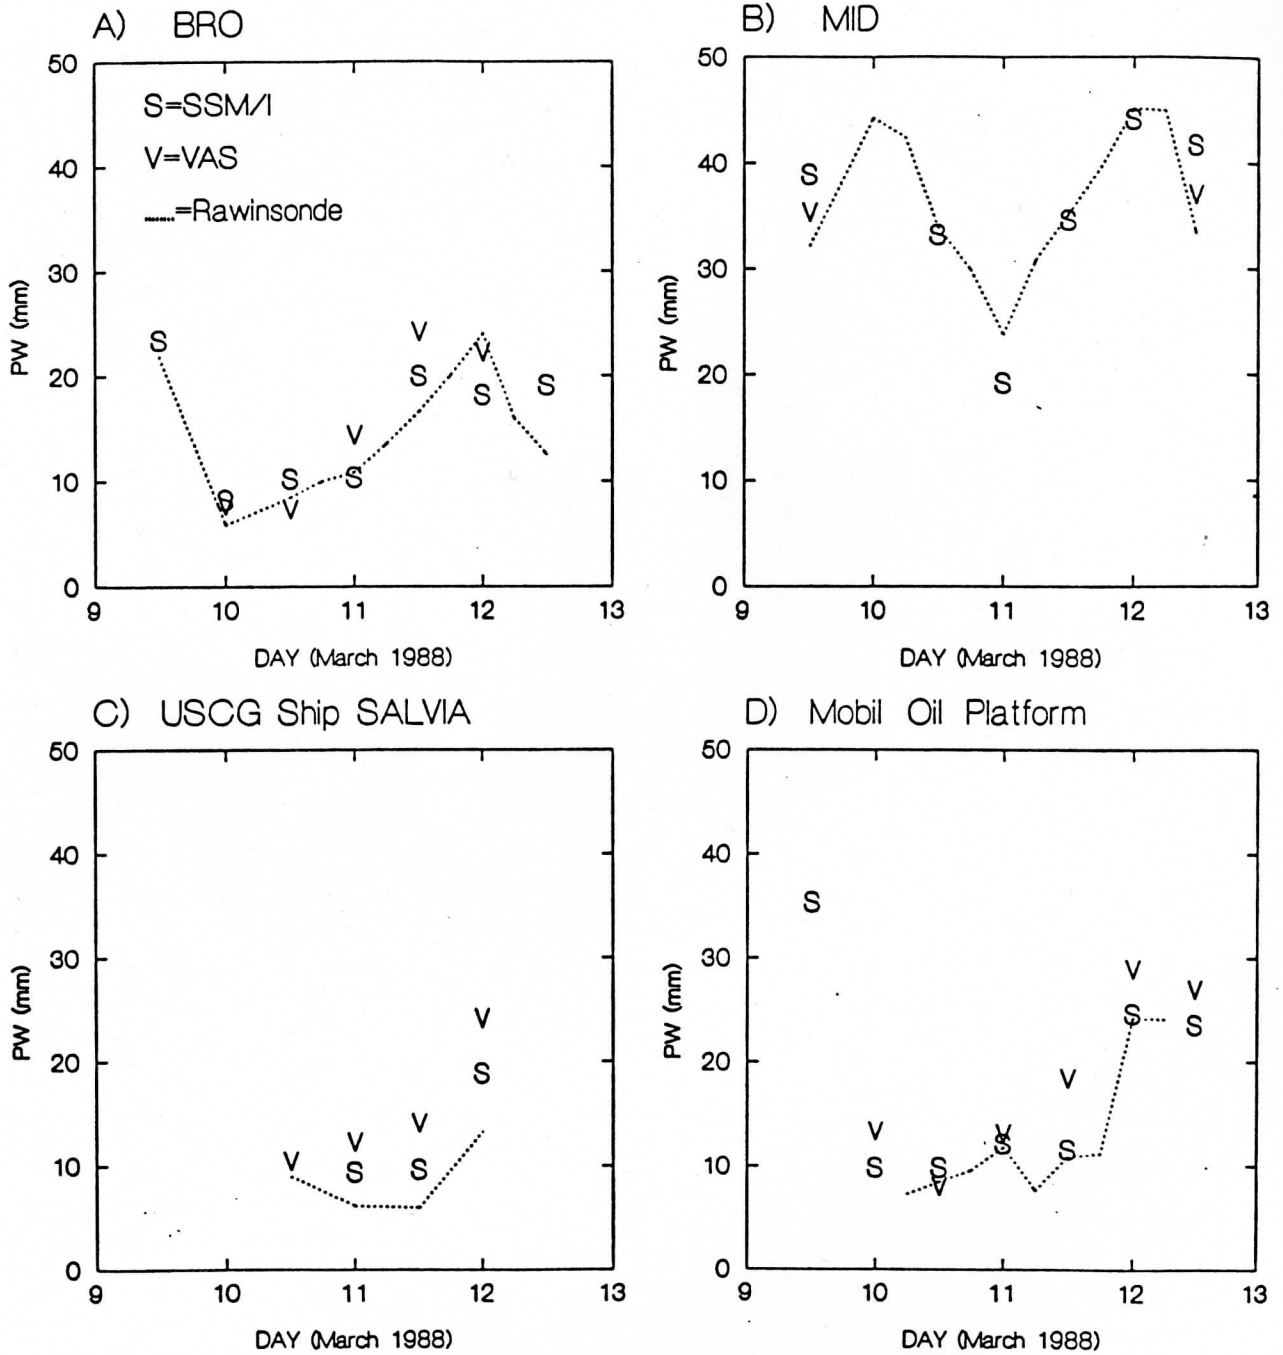 A) BRO
50
S=SSM/I
V=VAS
.......=Rawinsonde
40
30
20
10
0
PW (mm)
S
S
S
S
S
S
S
V
V
V
V
V
9
10
11
12
13
DAY (March 1988)
B) MID
50
40
30
20
10
0
PW (mm)
S
V
S
S
S
S
S
V
9
10
11
12
13
DAY (March 1988)
C) USCG Ship SALVIA
50
40
30
20
10
0
PW (mm)
V
V
S
V
S
V
S
9
10
11
12
13
DAY (March 1988)
D) Mobil Oil Platform
50
40
30
20
10
0
PW (mm)
S
V
S
S
V
V
S
V
S
V
S
V
S
9
10
11
12
13
DAY (March 1988)